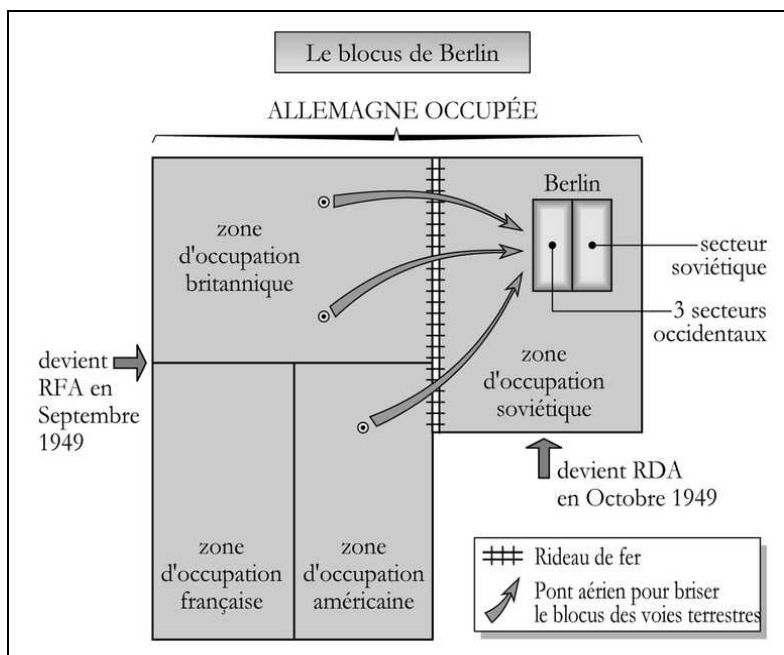 Le blocus de Berlin
ALLEMAGNE OCCUPÉE
zone
d'occupation
britannique
Berlin
secteur
soviétique
3 secteurs
occidentaux
devient
RFA en
Septembre
1949
zone
d'occupation
soviétique
devient RDA
en Octobre 1949
zone
d'occupation
française
zone
d'occupation
américaine
Rideau de fer
Pont aérien pour briser
le blocus des voies terrestres